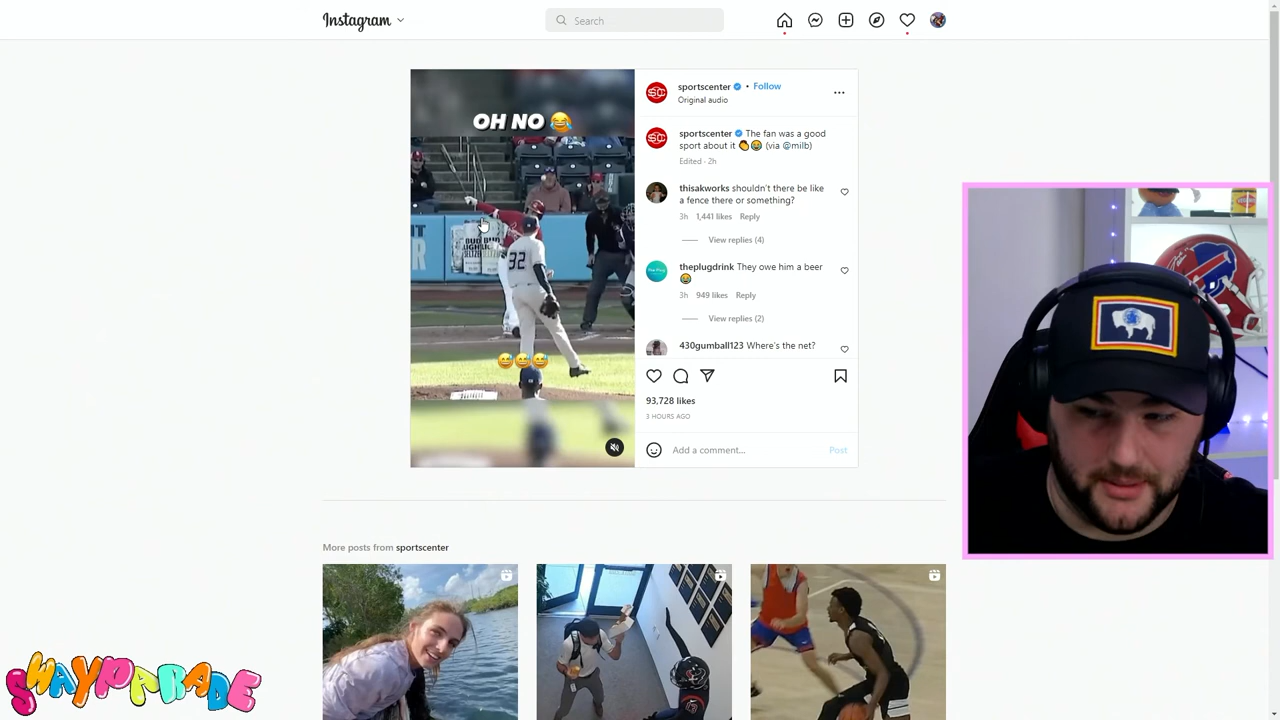 Instagram
Search
OH NO 😂
32
BUD BUD
😅😅😅
sportscenter • Follow
Original audio
sportscenter The fan was a good
sport about it 👏😂 (via @milb)
Edited · 2h
thisakworks shouldn't there be like
a fence there or something?
3h 1,441 likes Reply
View replies (4)
theplugdrink They owe him a beer
😂
3h 949 likes Reply
View replies (2)
430gumball123 Where's the net?
93,728 likes
3 HOURS AGO
Add a comment... Post
More posts from sportscenter
SWAYPARADE